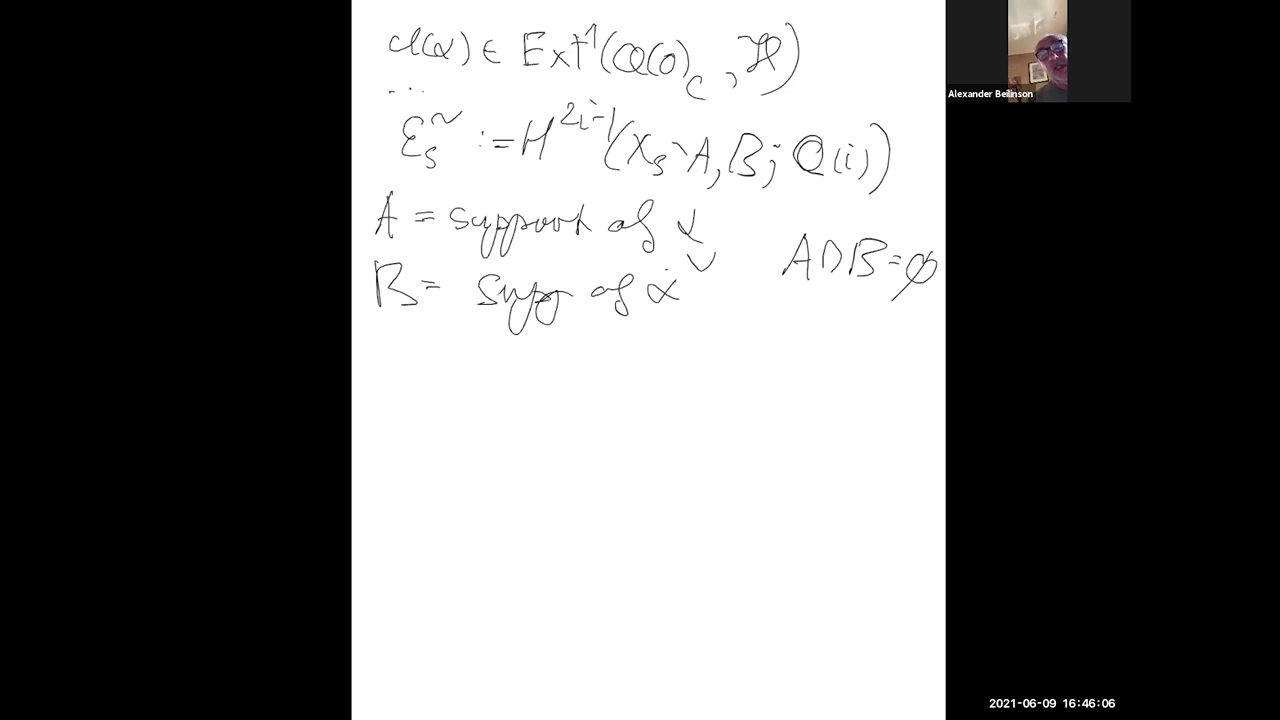 cl(α) ∈ Ext¹(ℚ(0)_C, ℋ)
...
ℰ_s^~ := H^{2i-1}(X_s \ A, B; ℚ(i))
A = support of α
B = supp of α^∨
A ∩ B = ∅
Alexander Beilinson
2021-06-09 16:46:06